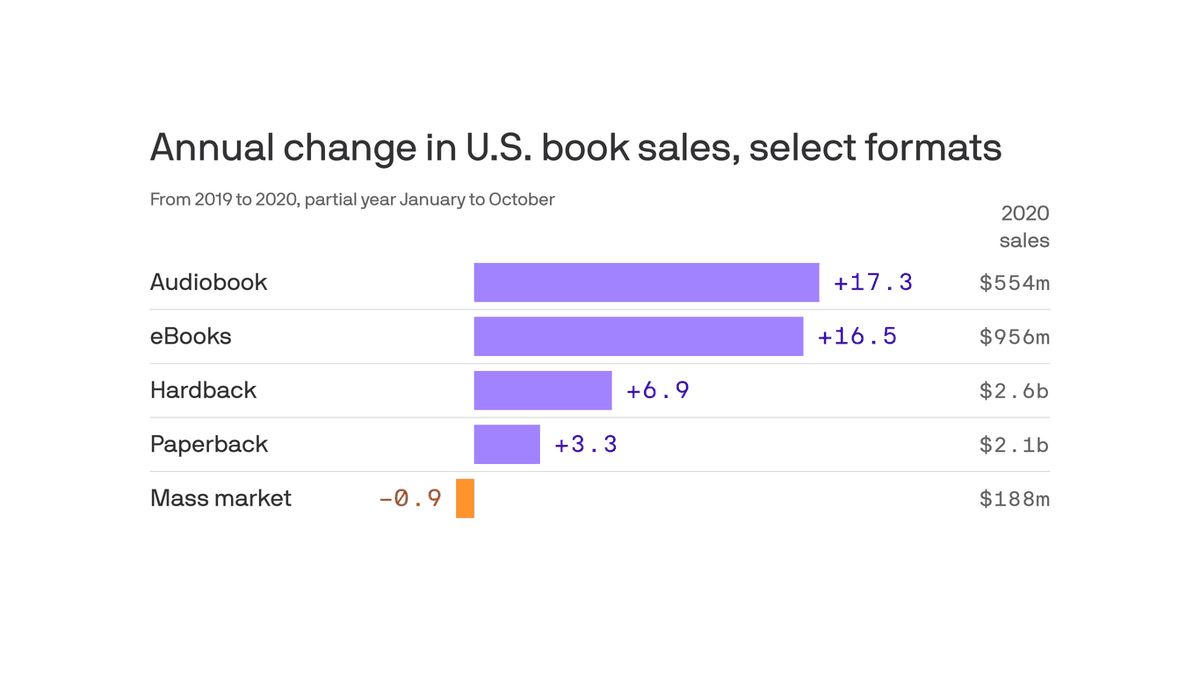 Annual change in U.S. book sales, select formats
From 2019 to 2020, partial year January to October
2020
sales
Audiobook +17.3 $554m
eBooks +16.5 $956m
Hardback +6.9 $2.6b
Paperback +3.3 $2.1b
Mass market −0.9 $188m